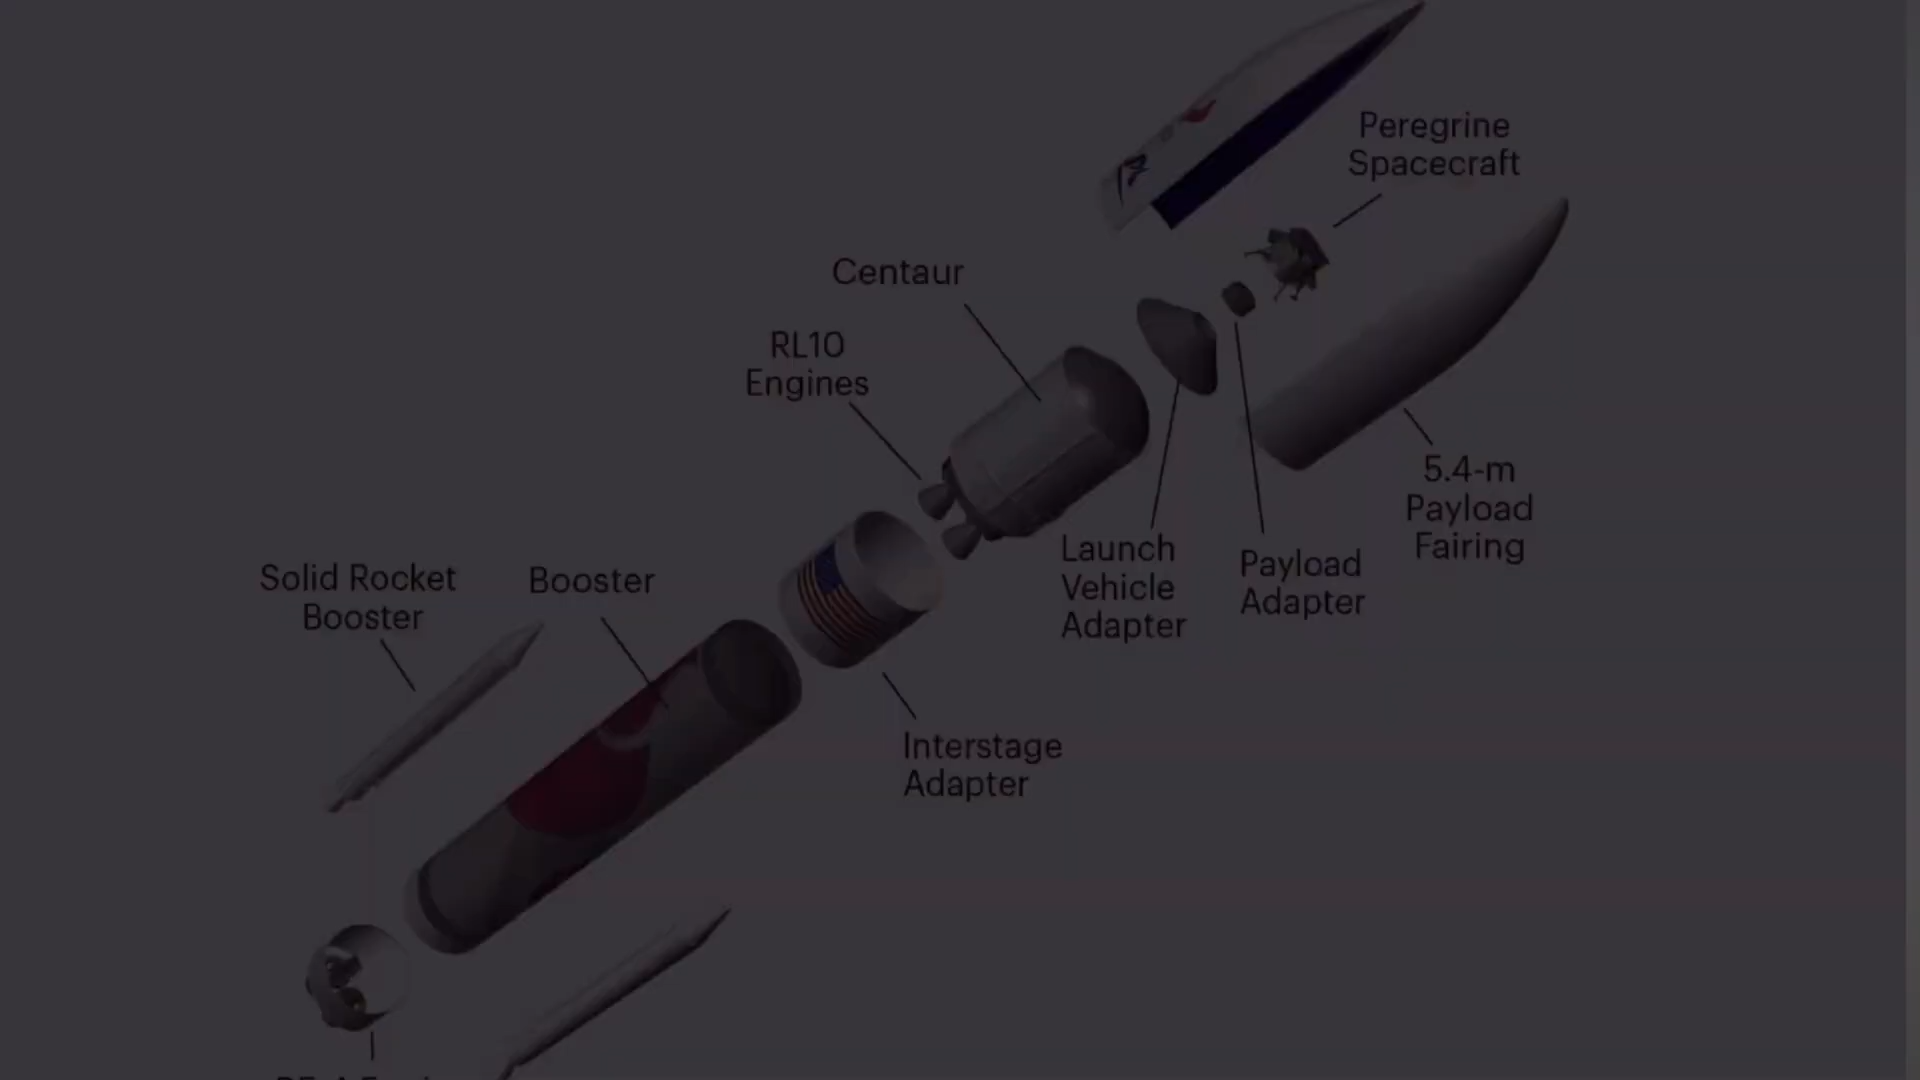 Peregrine
Spacecraft
Centaur
RL10
Engines
5.4-m
Payload
Fairing
Launch
Vehicle
Adapter
Payload
Adapter
Solid Rocket
Booster
Booster
Interstage
Adapter